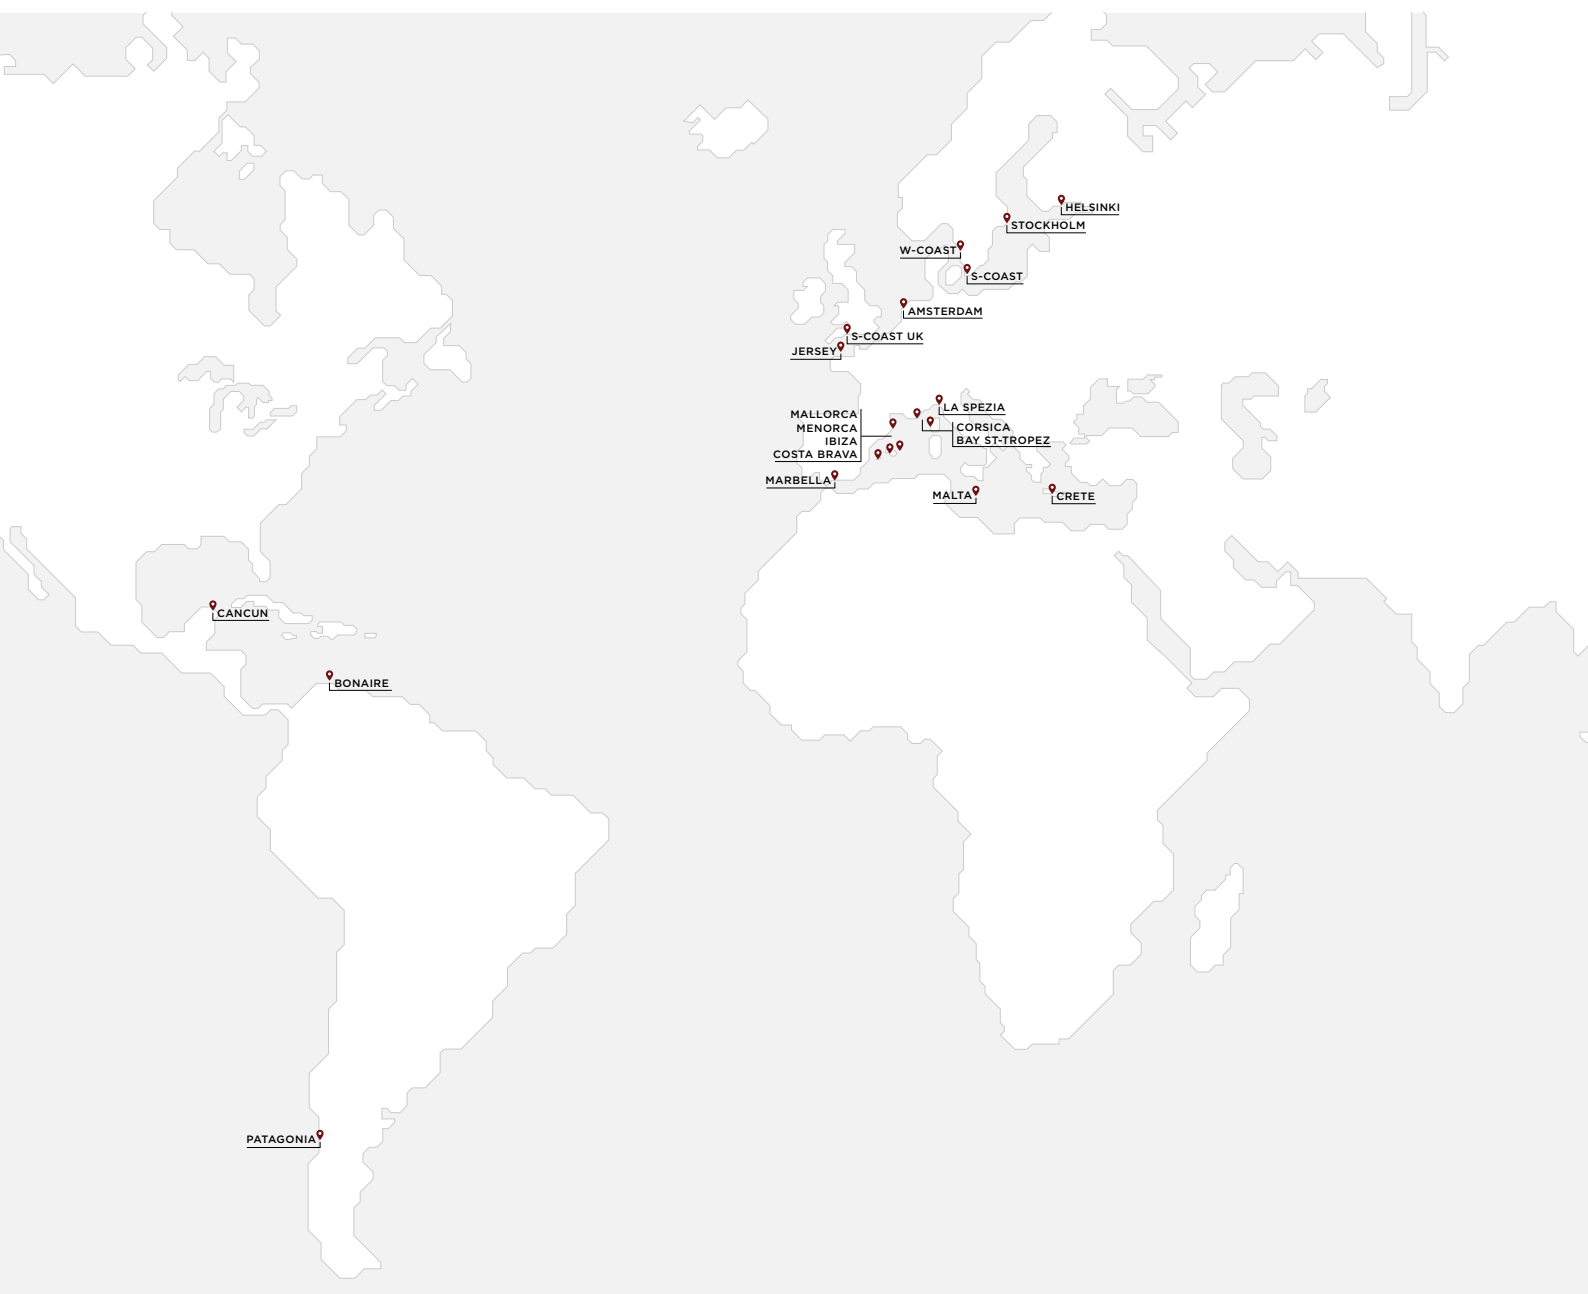 HELSINKI
STOCKHOLM
W-COAST
S-COAST
AMSTERDAM
S-COAST UK
JERSEY
LA SPEZIA
MALLORCA
MENORCA
IBIZA
COSTA BRAVA
CORSICA
BAY ST-TROPEZ
MARBELLA
MALTA
CRETE
CANCUN
BONAIRE
PATAGONIA